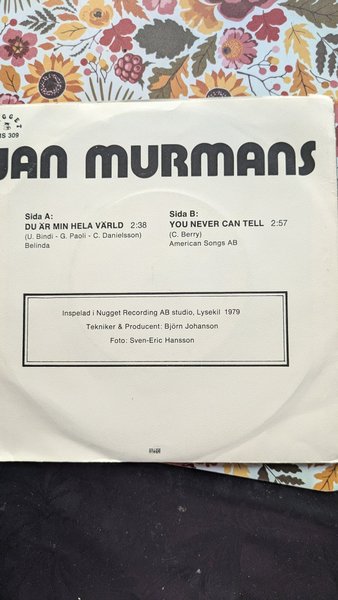 NUGGET
JAN MURMANS
Sida A:
DU ÄR MIN HELA VÄRLD 2:38
(U. Bindi - G. Paoli - C. Danielsson)
Belinda
Sida B:
YOU NEVER CAN TELL 2:57
(C. Berry)
American Songs AB
Inspelad i Nugget Recording AB studio, Lysekil 1979
Tekniker & Producent: Björn Johanson
Foto: Sven-Eric Hansson